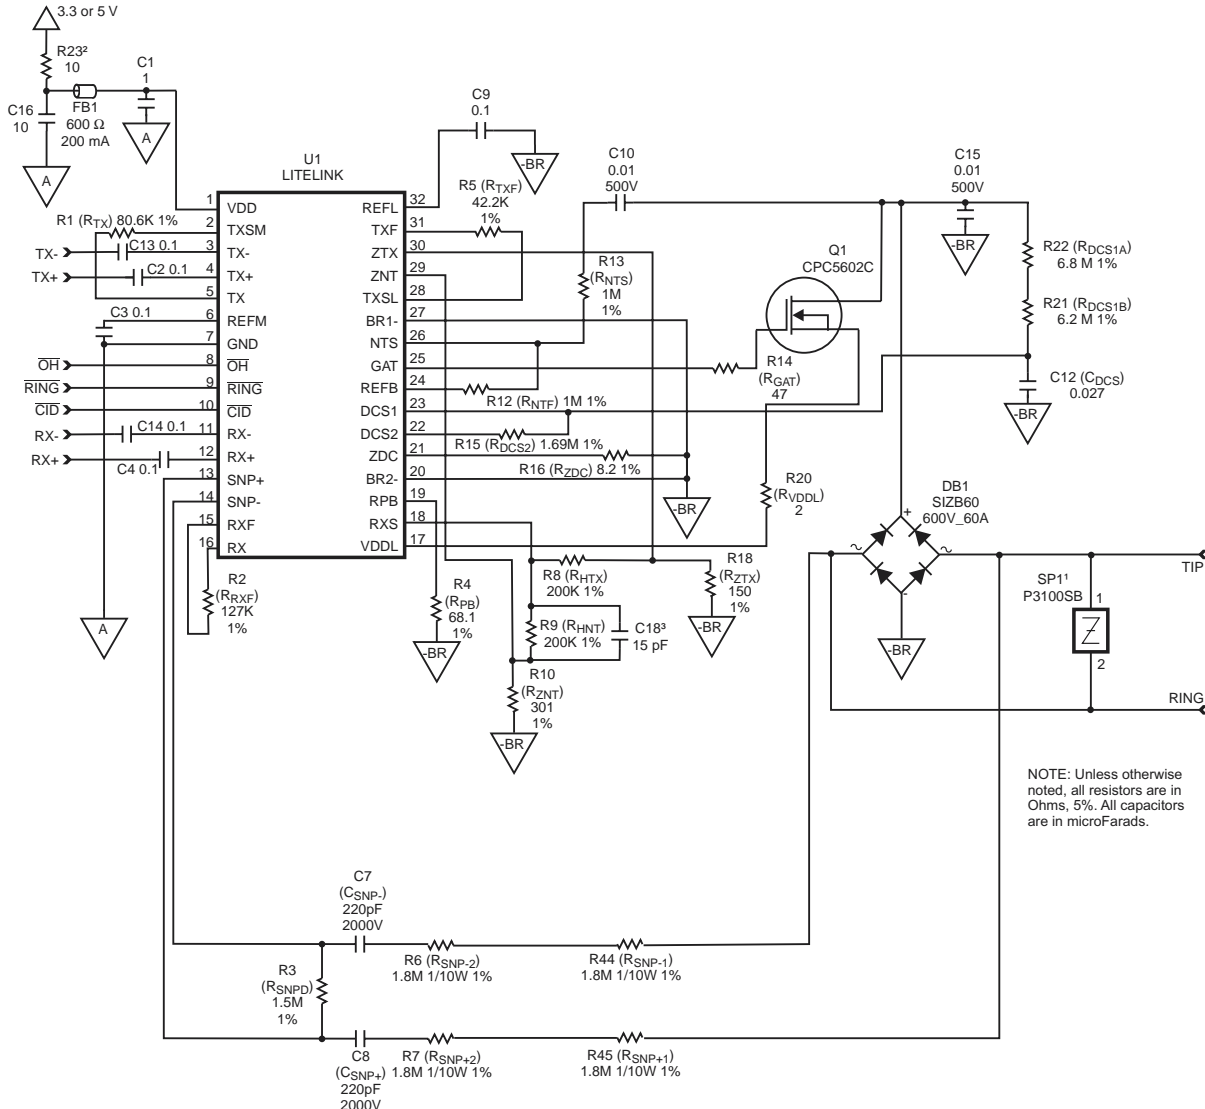 3.3 or 5 V
R23²
10
C16
10
FB1
600 Ω
200 mA
C1
1
A
A
C9
0.1
-BR
U1
LITELINK
1 VDD
2 TXSM
3 TX-
4 TX+
5 TX
6 REFM
7 GND
8 OH
9 RING
10 CID
11 RX-
12 RX+
13 SNP+
14 SNP-
15 RXF
16 RX
REFL 32
TXF 31
ZTX 30
ZNT 29
TXSL 28
BR1- 27
NTS 26
GAT 25
REFB 24
DCS1 23
DCS2 22
ZDC 21
BR2- 20
RPB 19
RXS 18
VDDL 17
R1 (RTX) 80.6K 1%
TX-
C13 0.1
TX+
C2 0.1
C3 0.1
OH
RING
CID
RX-
C14 0.1
RX+
C4 0.1
A
R2
(RRXF)
127K
1%
R5 (RTXF)
42.2K
1%
C10
0.01
500V
R13
(RNTS)
1M
1%
Q1
CPC5602C
R14
(RGAT)
47
R12 (RNTF) 1M 1%
R15 (RDCS2) 1.69M 1%
R16 (RZDC) 8.2 1%
-BR
R20
(RVDDL)
2
C15
0.01
500V
-BR
R22 (RDCS1A)
6.8 M 1%
R21 (RDCS1B)
6.2 M 1%
C12 (CDCS)
0.027
-BR
R4
(RPB)
68.1
1%
-BR
R8 (RHTX)
200K 1%
R9 (RHNT)
200K 1%
C18³
15 pF
R18
(RZTX)
150
1%
-BR
R10
(RZNT)
301
1%
-BR
DB1
SIZB60
600V_60A
+
~
~
-
-BR
TIP
SP1¹
P3100SB
1
Z
2
RING
NOTE: Unless otherwise
noted, all resistors are in
Ohms, 5%. All capacitors
are in microFarads.
C7
(CSNP-)
220pF
2000V
R6 (RSNP-2)
1.8M 1/10W 1%
R44 (RSNP-1)
1.8M 1/10W 1%
R3
(RSNPD)
1.5M
1%
C8
(CSNP+)
220pF
2000V
R7 (RSNP+2)
1.8M 1/10W 1%
R45 (RSNP+1)
1.8M 1/10W 1%